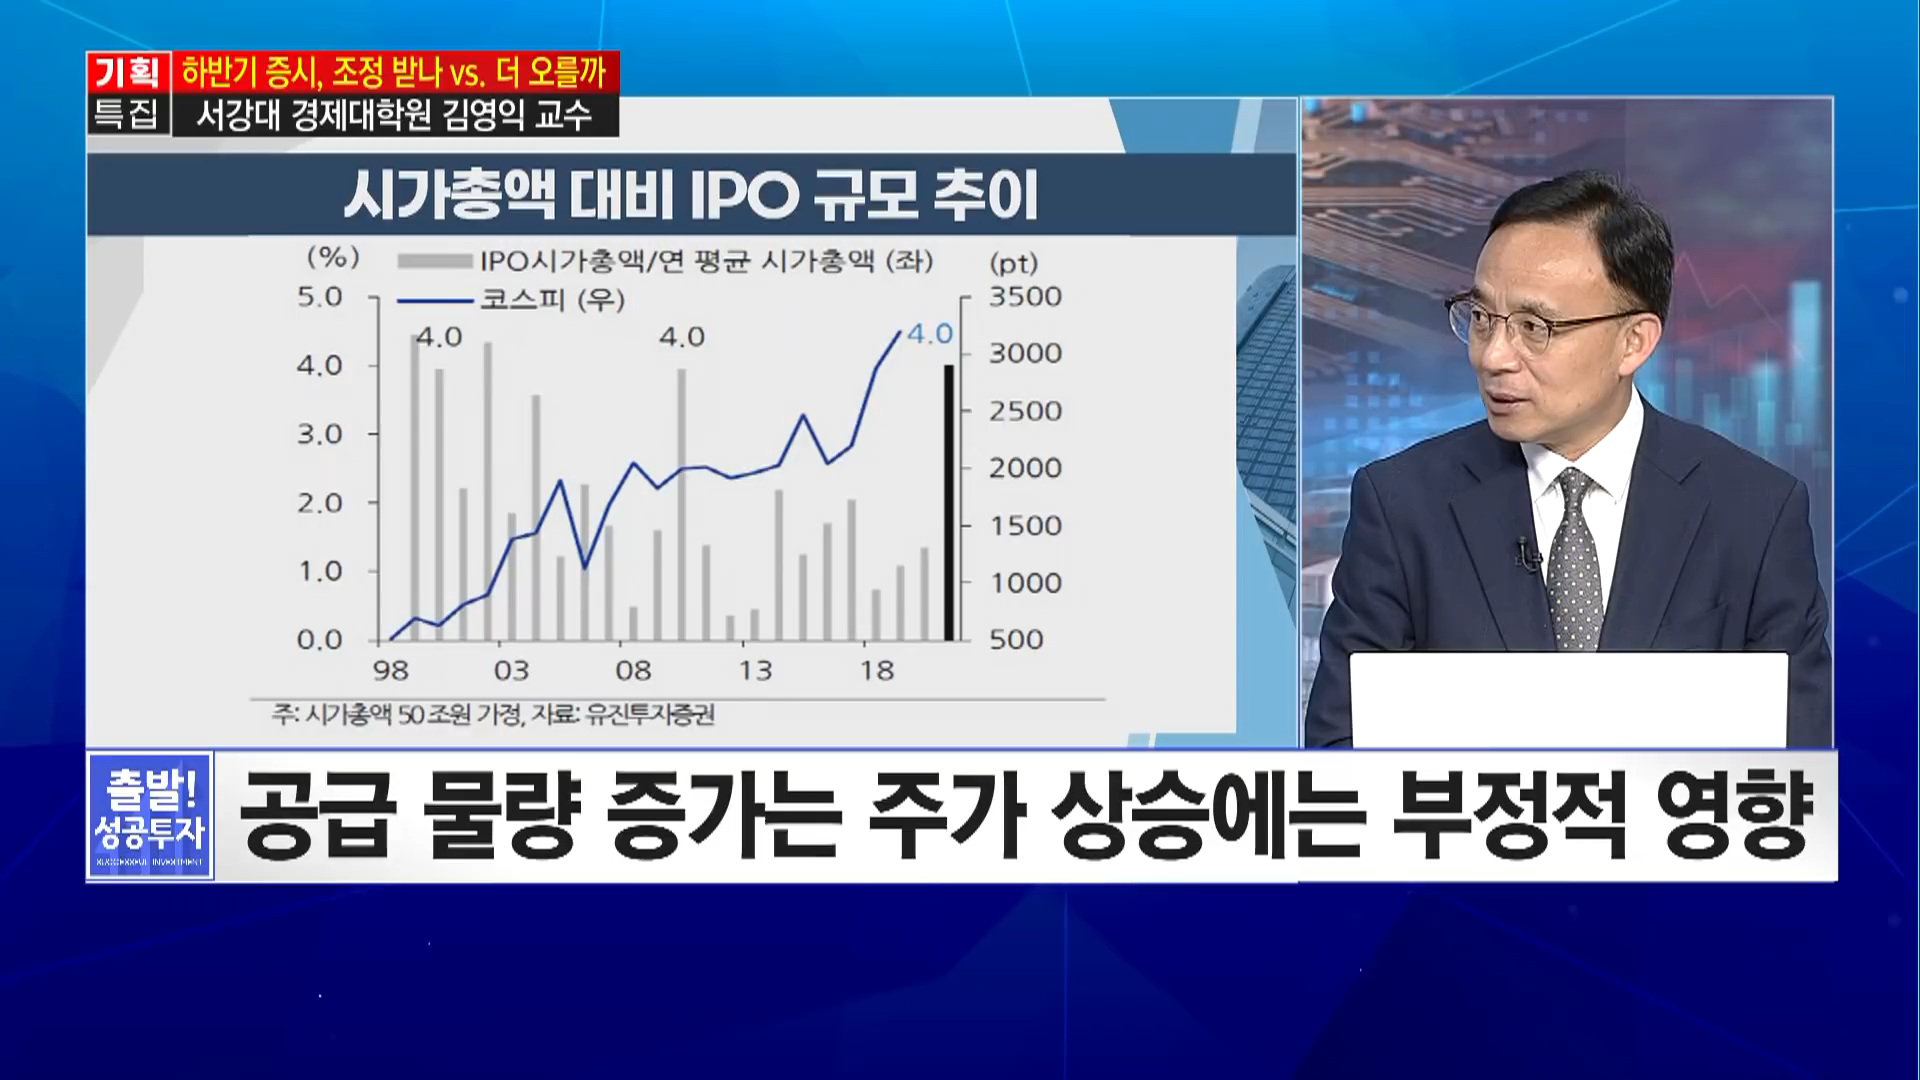 기획
특집
하반기 증시, 조정 받나 vs. 더 오를까
서강대 경제대학원 김영익 교수
시가총액 대비 IPO 규모 추이
(%)
IPO시가총액/연 평균 시가총액 (좌)
(pt)
코스피 (우)
5.0
4.0
3.0
2.0
1.0
0.0
4.0
4.0
4.0
3500
3000
2500
2000
1500
1000
500
98
03
08
13
18
주: 시가총액 50조원 가정, 자료: 유진투자증권
출발!
성공투자
SUCCESSFUL INVESTMENT
공급 물량 증가는 주가 상승에는 부정적 영향